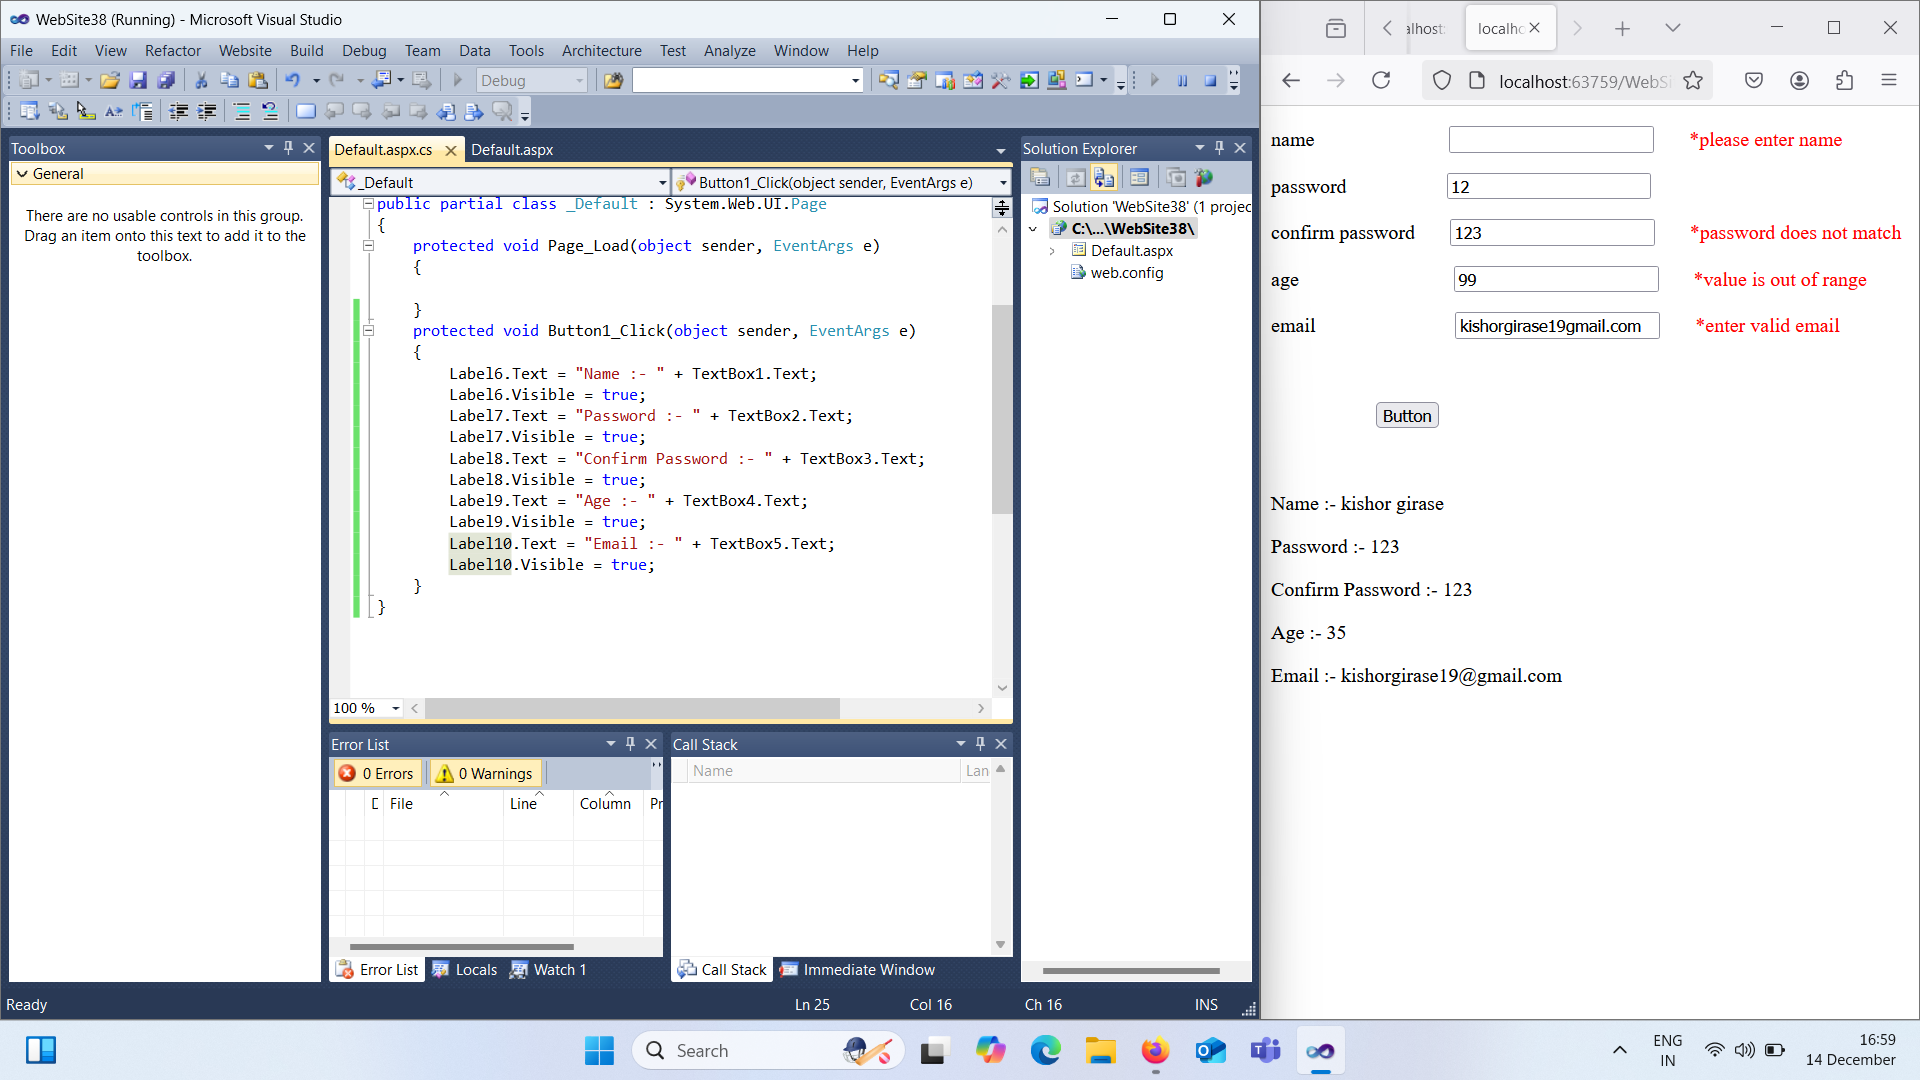 WebSite38 (Running) - Microsoft Visual Studio
File Edit View Refactor Website Build Debug Team Data Tools Architecture Test Analyze Window Help
Debug
Toolbox
General
There are no usable controls in this group.
Drag an item onto this text to add it to the
toolbox.
Default.aspx.cs Default.aspx
_Default Button1_Click(object sender, EventArgs e)
public partial class _Default : System.Web.UI.Page
{
protected void Page_Load(object sender, EventArgs e)
{
}
protected void Button1_Click(object sender, EventArgs e)
{
Label6.Text = "Name :- " + TextBox1.Text;
Label6.Visible = true;
Label7.Text = "Password :- " + TextBox2.Text;
Label7.Visible = true;
Label8.Text = "Confirm Password :- " + TextBox3.Text;
Label8.Visible = true;
Label9.Text = "Age :- " + TextBox4.Text;
Label9.Visible = true;
Label10.Text = "Email :- " + TextBox5.Text;
Label10.Visible = true;
}
}
100 %
Error List
0 Errors 0 Warnings
File Line Column Pr
Error List Locals Watch 1
Call Stack
Name Lan
Call Stack Immediate Window
Solution Explorer
Solution 'WebSite38' (1 projec
C:\...\WebSite38\
Default.aspx
web.config
Ready Ln 25 Col 16 Ch 16 INS
alhost: localho
localhost:63759/WebSi
name *please enter name
password 12
confirm password 123 *password does not match
age 99 *value is out of range
email kishorgirase19gmail.com *enter valid email
Button
Name :- kishor girase
Password :- 123
Confirm Password :- 123
Age :- 35
Email :- kishorgirase19@gmail.com
Search
ENG
IN
16:59
14 December